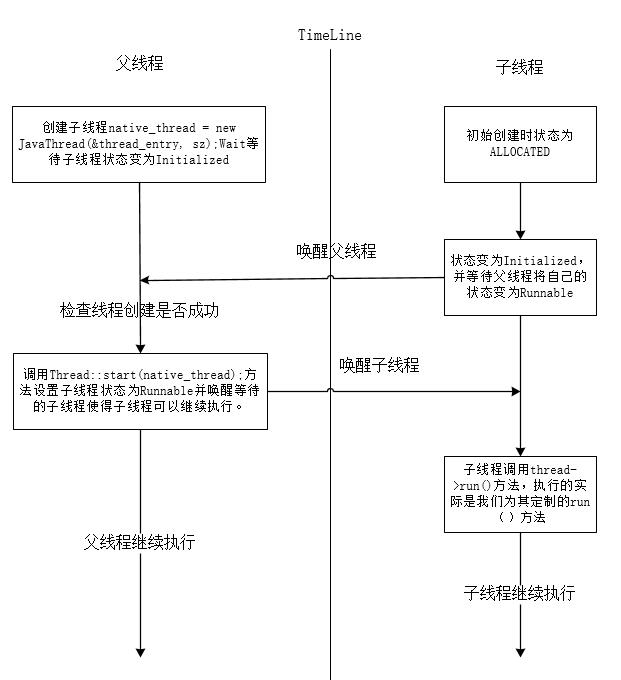 TimeLine
父线程
子线程
创建子线程native_thread = new
JavaThread(&thread_entry, sz);Wait等
待子线程状态变为Initialized
初始创建时状态为
ALLOCATED
唤醒父线程
状态变为Initialized,
并等待父线程将自己的
状态变为Runnable
检查线程创建是否成功
调用Thread::start(native_thread);方
法设置子线程状态为Runnable并唤醒等待
的子线程使得子线程可以继续执行。
唤醒子线程
子线程调用thread-
>run()方法，执行的实
际是我们为其定制的run
（）方法
父线程继续执行
子线程继续执行